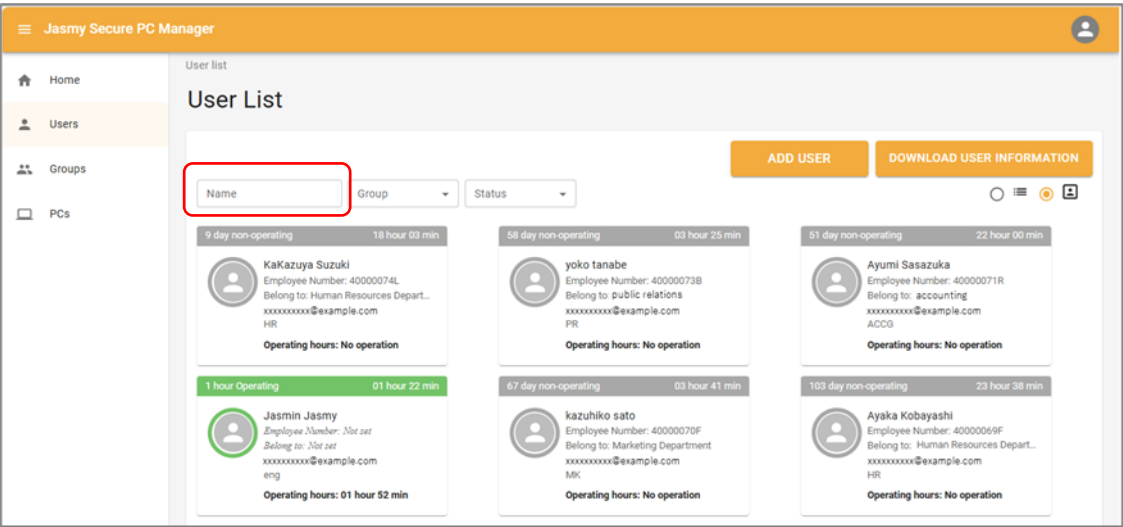 Jasmy Secure PC Manager
Home
Users
Groups
PCs
User list
User List
ADD USER
DOWNLOAD USER INFORMATION
Name
Group
Status
9 day non-operating 18 hour 03 min
KaKazuya Suzuki
Employee Number: 40000074L
Belong to: Human Resources Depart...
xxxxxxxxxx@example.com
HR
Operating hours: No operation
58 day non-operating 03 hour 25 min
yoko tanabe
Employee Number: 40000073B
Belong to: public relations
xxxxxxxxxx@example.com
PR
Operating hours: No operation
51 day non-operating 22 hour 00 min
Ayumi Sasazuka
Employee Number: 40000071R
Belong to: accounting
xxxxxxxxxx@example.com
ACCG
Operating hours: No operation
1 hour Operating 01 hour 22 min
Jasmin Jasmy
Employee Number: Not set
Belong to: Not set
xxxxxxxxxx@example.com
eng
Operating hours: 01 hour 52 min
67 day non-operating 03 hour 41 min
kazuhiko sato
Employee Number: 40000070F
Belong to: Marketing Department
xxxxxxxxxx@example.com
MK
Operating hours: No operation
103 day non-operating 23 hour 38 min
Ayaka Kobayashi
Employee Number: 40000069F
Belong to: Human Resources Depart...
xxxxxxxxxx@example.com
HR
Operating hours: No operation